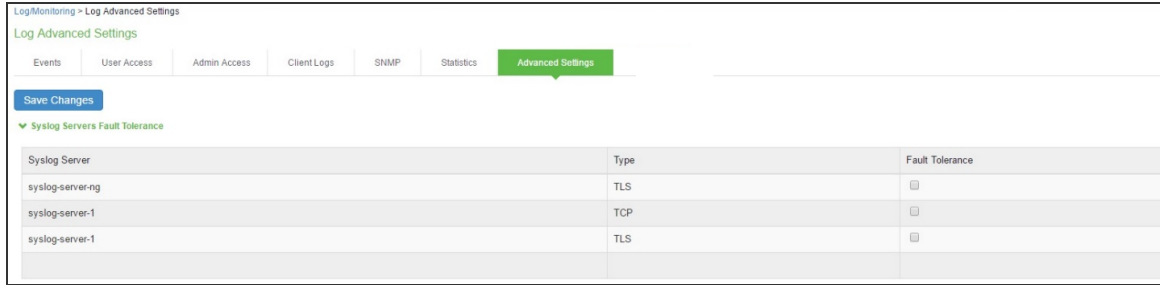 Log/Monitoring > Log Advanced Settings
Log Advanced Settings
Events User Access Admin Access Client Logs SNMP Statistics Advanced Settings
Save Changes
Syslog Servers Fault Tolerance
Syslog Server Type Fault Tolerance
syslog-server-ng TLS
syslog-server-1 TCP
syslog-server-1 TLS